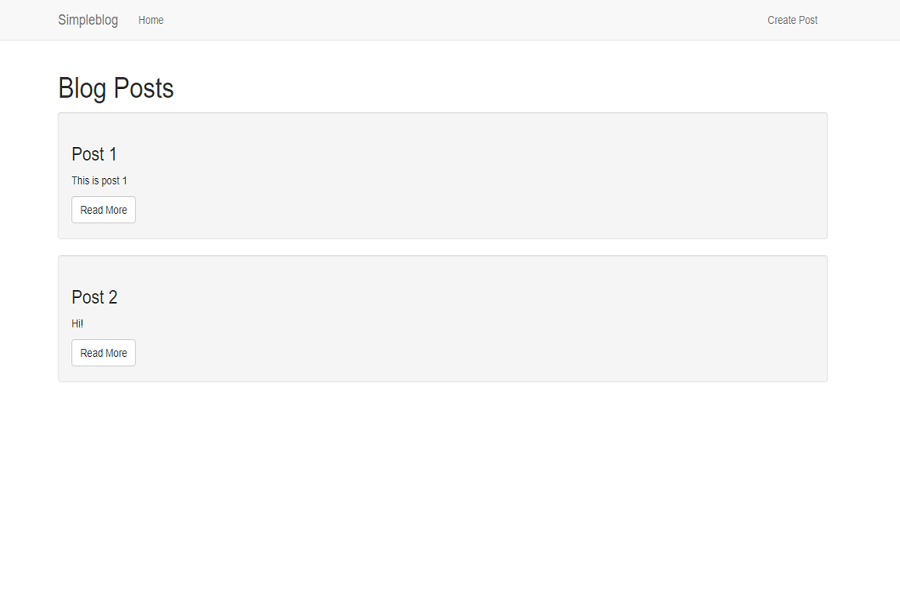 Simpleblog Home Create Post
Blog Posts
Post 1
This is post 1
Read More
Post 2
Hi!
Read More